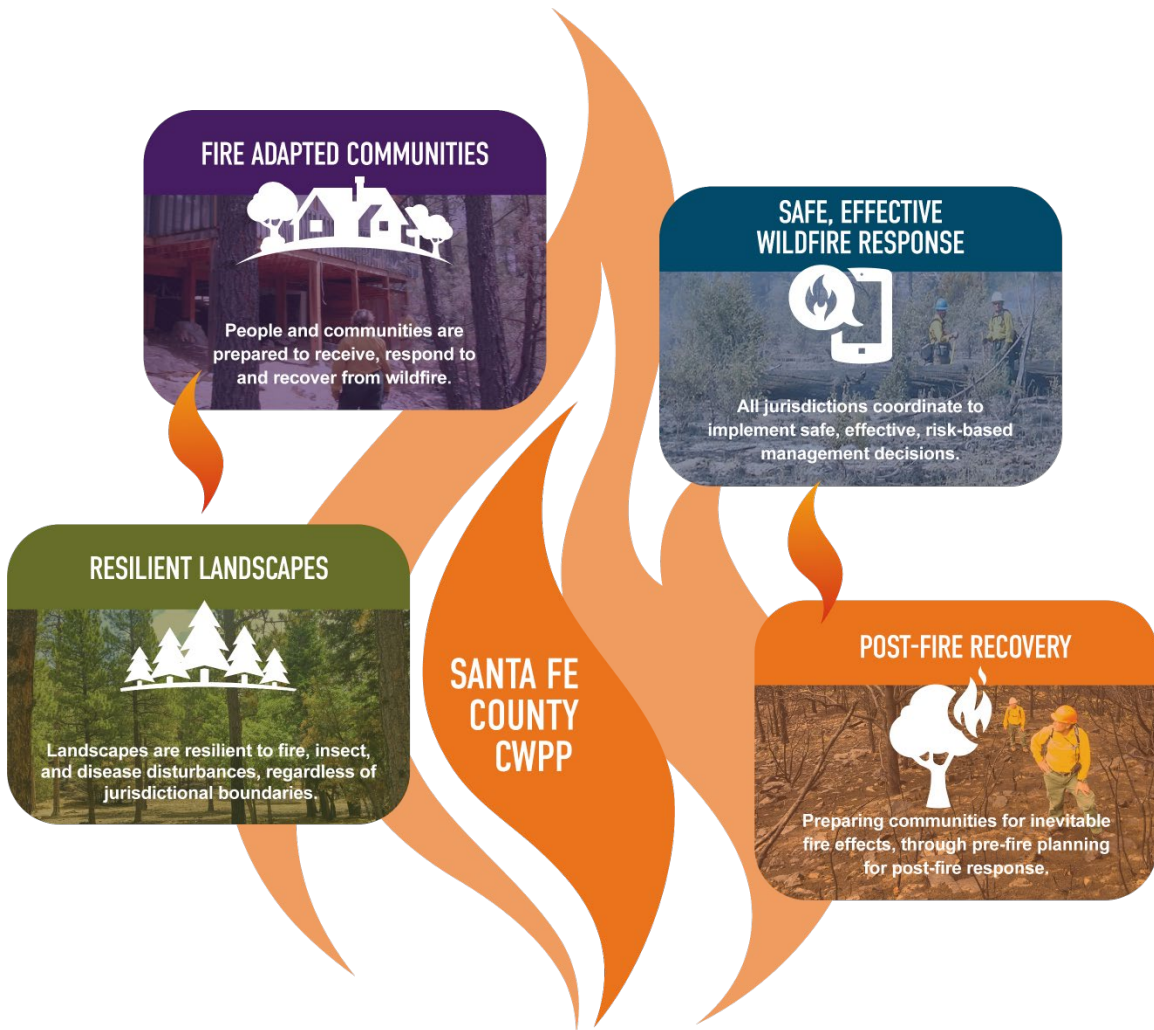 FIRE ADAPTED COMMUNITIES
People and communities are
prepared to receive, respond to
and recover from wildfire.
SAFE, EFFECTIVE
WILDFIRE RESPONSE
All jurisdictions coordinate to
implement safe, effective, risk-based
management decisions.
RESILIENT LANDSCAPES
Landscapes are resilient to fire, insect,
and disease disturbances, regardless of
jurisdictional boundaries.
SANTA FE
COUNTY
CWPP
POST-FIRE RECOVERY
Preparing communities for inevitable
fire effects, through pre-fire planning
for post-fire response.